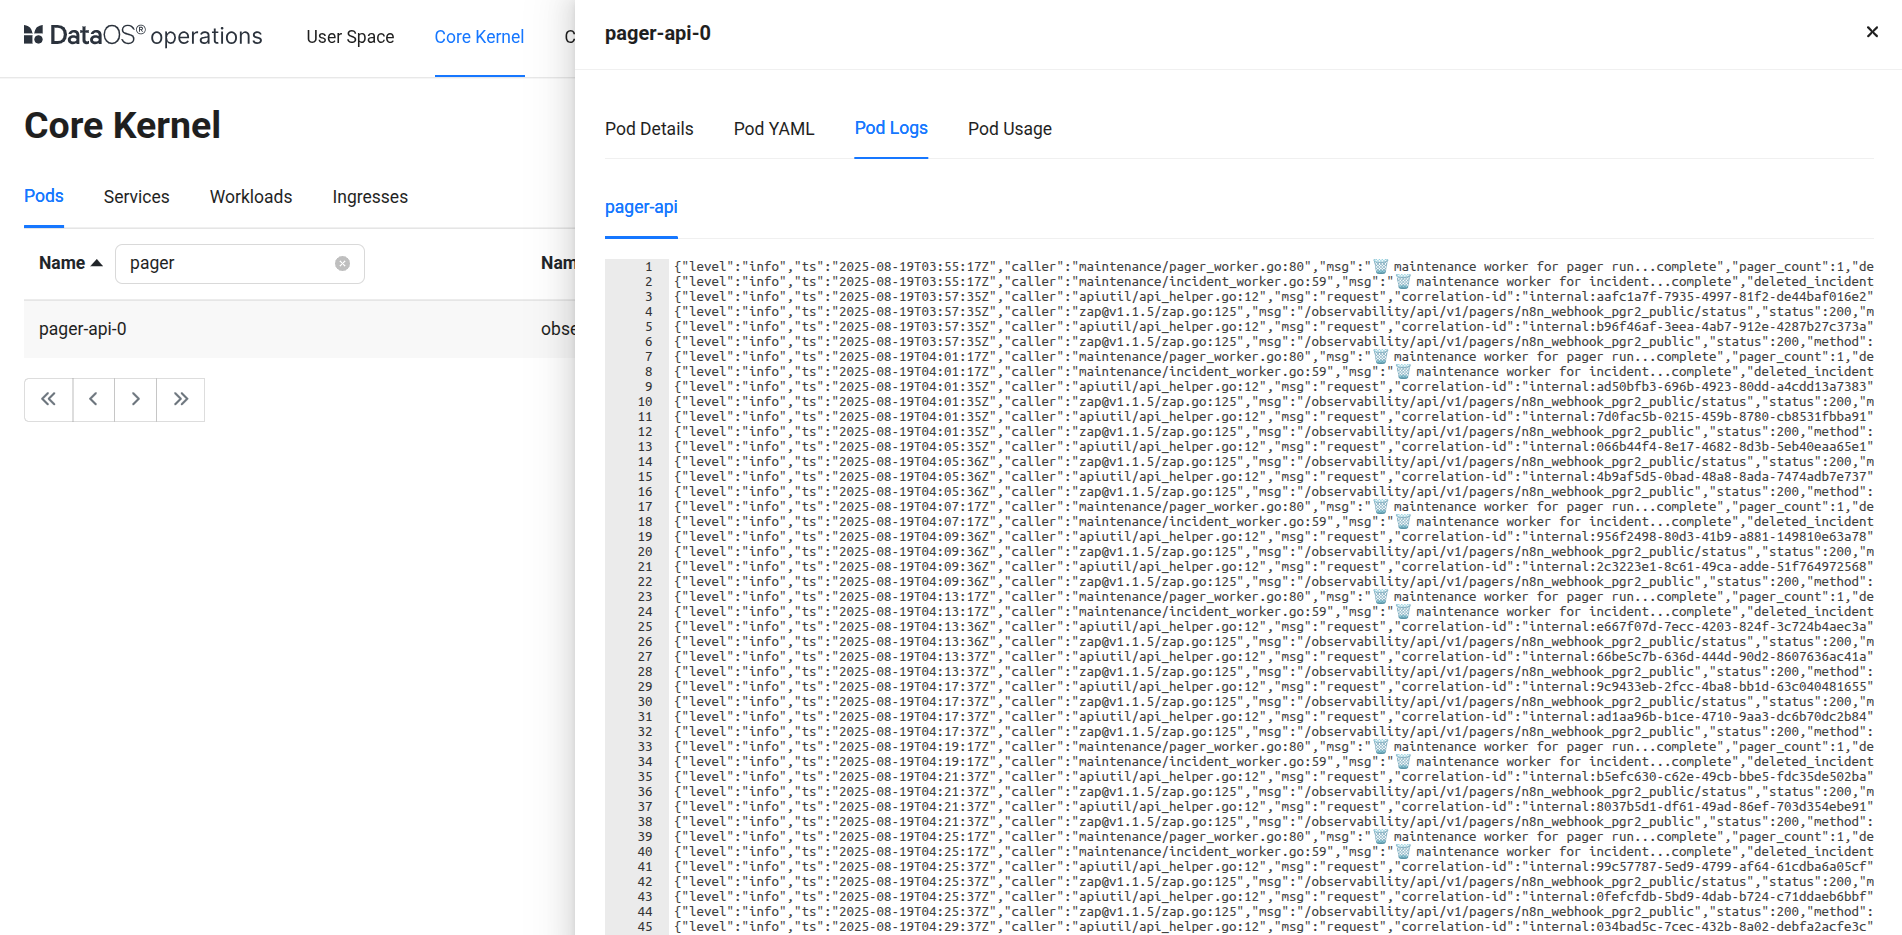 DataOS® operations
User Space
Core Kernel
C
Core Kernel
Pods
Services
Workloads
Ingresses
Name
pager
Nam
pager-api-0
obse
pager-api-0
Pod Details
Pod YAML
Pod Logs
Pod Usage
pager-api
1 {"level":"info","ts":"2025-08-19T03:55:17Z","caller":"maintenance/pager_worker.go:80","msg":"🗑️ maintenance worker for pager run...complete","pager_count":1,"de
2 {"level":"info","ts":"2025-08-19T03:55:17Z","caller":"maintenance/incident_worker.go:59","msg":"🗑️ maintenance worker for incident...complete","deleted_incident
3 {"level":"info","ts":"2025-08-19T03:57:35Z","caller":"apiutil/api_helper.go:12","msg":"request","correlation-id":"internal:aafc1a7f-7935-4997-81f2-de44baf016e2"
4 {"level":"info","ts":"2025-08-19T03:57:35Z","caller":"zap@v1.1.5/zap.go:125","msg":"/observability/api/v1/pagers/n8n_webhook_pgr2_public/status","status":200,"m
5 {"level":"info","ts":"2025-08-19T03:57:35Z","caller":"apiutil/api_helper.go:12","msg":"request","correlation-id":"internal:b96f46af-3eea-4ab7-912e-4287b27c373a"
6 {"level":"info","ts":"2025-08-19T03:57:35Z","caller":"zap@v1.1.5/zap.go:125","msg":"/observability/api/v1/pagers/n8n_webhook_pgr2_public","status":200,"method":
7 {"level":"info","ts":"2025-08-19T04:01:17Z","caller":"maintenance/pager_worker.go:80","msg":"🗑️ maintenance worker for pager run...complete","pager_count":1,"de
8 {"level":"info","ts":"2025-08-19T04:01:17Z","caller":"maintenance/incident_worker.go:59","msg":"🗑️ maintenance worker for incident...complete","deleted_incident
9 {"level":"info","ts":"2025-08-19T04:01:35Z","caller":"apiutil/api_helper.go:12","msg":"request","correlation-id":"internal:ad50bfb3-696b-4923-80dd-a4cdd13a7383"
10 {"level":"info","ts":"2025-08-19T04:01:35Z","caller":"zap@v1.1.5/zap.go:125","msg":"/observability/api/v1/pagers/n8n_webhook_pgr2_public/status","status":200,"m
11 {"level":"info","ts":"2025-08-19T04:01:35Z","caller":"apiutil/api_helper.go:12","msg":"request","correlation-id":"internal:7d0fac5b-0215-459b-8780-cb8531fbba91"
12 {"level":"info","ts":"2025-08-19T04:01:35Z","caller":"zap@v1.1.5/zap.go:125","msg":"/observability/api/v1/pagers/n8n_webhook_pgr2_public","status":200,"method":
13 {"level":"info","ts":"2025-08-19T04:05:35Z","caller":"apiutil/api_helper.go:12","msg":"request","correlation-id":"internal:066b44f4-8e17-4682-8d3b-5eb40eaa65e1"
14 {"level":"info","ts":"2025-08-19T04:05:35Z","caller":"zap@v1.1.5/zap.go:125","msg":"/observability/api/v1/pagers/n8n_webhook_pgr2_public/status","status":200,"m
15 {"level":"info","ts":"2025-08-19T04:05:36Z","caller":"apiutil/api_helper.go:12","msg":"request","correlation-id":"internal:4b9af5d5-0bad-48a8-8ada-7474adb7e737"
16 {"level":"info","ts":"2025-08-19T04:05:36Z","caller":"zap@v1.1.5/zap.go:125","msg":"/observability/api/v1/pagers/n8n_webhook_pgr2_public","status":200,"method":
17 {"level":"info","ts":"2025-08-19T04:07:17Z","caller":"maintenance/pager_worker.go:80","msg":"🗑️ maintenance worker for pager run...complete","pager_count":1,"de
18 {"level":"info","ts":"2025-08-19T04:07:17Z","caller":"maintenance/incident_worker.go:59","msg":"🗑️ maintenance worker for incident...complete","deleted_incident
19 {"level":"info","ts":"2025-08-19T04:09:36Z","caller":"apiutil/api_helper.go:12","msg":"request","correlation-id":"internal:956f2498-80d3-41b9-a881-149810e63a78"
20 {"level":"info","ts":"2025-08-19T04:09:36Z","caller":"zap@v1.1.5/zap.go:125","msg":"/observability/api/v1/pagers/n8n_webhook_pgr2_public/status","status":200,"m
21 {"level":"info","ts":"2025-08-19T04:09:36Z","caller":"apiutil/api_helper.go:12","msg":"request","correlation-id":"internal:2c3223e1-8c61-49ca-adde-51f764972568"
22 {"level":"info","ts":"2025-08-19T04:09:36Z","caller":"zap@v1.1.5/zap.go:125","msg":"/observability/api/v1/pagers/n8n_webhook_pgr2_public","status":200,"method":
23 {"level":"info","ts":"2025-08-19T04:13:17Z","caller":"maintenance/pager_worker.go:80","msg":"🗑️ maintenance worker for pager run...complete","pager_count":1,"de
24 {"level":"info","ts":"2025-08-19T04:13:17Z","caller":"maintenance/incident_worker.go:59","msg":"🗑️ maintenance worker for incident...complete","deleted_incident
25 {"level":"info","ts":"2025-08-19T04:13:36Z","caller":"apiutil/api_helper.go:12","msg":"request","correlation-id":"internal:e667f07d-7ecc-4203-824f-3c724b4aec3a"
26 {"level":"info","ts":"2025-08-19T04:13:36Z","caller":"zap@v1.1.5/zap.go:125","msg":"/observability/api/v1/pagers/n8n_webhook_pgr2_public/status","status":200,"m
27 {"level":"info","ts":"2025-08-19T04:13:37Z","caller":"apiutil/api_helper.go:12","msg":"request","correlation-id":"internal:66be5c7b-636d-444d-90d2-8607636ac41a"
28 {"level":"info","ts":"2025-08-19T04:13:37Z","caller":"zap@v1.1.5/zap.go:125","msg":"/observability/api/v1/pagers/n8n_webhook_pgr2_public","status":200,"method":
29 {"level":"info","ts":"2025-08-19T04:17:37Z","caller":"apiutil/api_helper.go:12","msg":"request","correlation-id":"internal:9c9433eb-2fcc-4ba8-bb1d-63c040481655"
30 {"level":"info","ts":"2025-08-19T04:17:37Z","caller":"zap@v1.1.5/zap.go:125","msg":"/observability/api/v1/pagers/n8n_webhook_pgr2_public/status","status":200,"m
31 {"level":"info","ts":"2025-08-19T04:17:37Z","caller":"apiutil/api_helper.go:12","msg":"request","correlation-id":"internal:ad1aa96b-b1ce-4710-9aa3-dc6b70dc2b84"
32 {"level":"info","ts":"2025-08-19T04:17:37Z","caller":"zap@v1.1.5/zap.go:125","msg":"/observability/api/v1/pagers/n8n_webhook_pgr2_public","status":200,"method":
33 {"level":"info","ts":"2025-08-19T04:19:17Z","caller":"maintenance/pager_worker.go:80","msg":"🗑️ maintenance worker for pager run...complete","pager_count":1,"de
34 {"level":"info","ts":"2025-08-19T04:19:17Z","caller":"maintenance/incident_worker.go:59","msg":"🗑️ maintenance worker for incident...complete","deleted_incident
35 {"level":"info","ts":"2025-08-19T04:21:37Z","caller":"apiutil/api_helper.go:12","msg":"request","correlation-id":"internal:b5efc630-c62e-49cb-bbe5-fdc35de502ba"
36 {"level":"info","ts":"2025-08-19T04:21:37Z","caller":"zap@v1.1.5/zap.go:125","msg":"/observability/api/v1/pagers/n8n_webhook_pgr2_public/status","status":200,"m
37 {"level":"info","ts":"2025-08-19T04:21:37Z","caller":"apiutil/api_helper.go:12","msg":"request","correlation-id":"internal:8037b5d1-df61-49ad-86ef-703d354ebe91"
38 {"level":"info","ts":"2025-08-19T04:21:37Z","caller":"zap@v1.1.5/zap.go:125","msg":"/observability/api/v1/pagers/n8n_webhook_pgr2_public","status":200,"method":
39 {"level":"info","ts":"2025-08-19T04:25:17Z","caller":"maintenance/pager_worker.go:80","msg":"🗑️ maintenance worker for pager run...complete","pager_count":1,"de
40 {"level":"info","ts":"2025-08-19T04:25:17Z","caller":"maintenance/incident_worker.go:59","msg":"🗑️ maintenance worker for incident...complete","deleted_incident
41 {"level":"info","ts":"2025-08-19T04:25:37Z","caller":"apiutil/api_helper.go:12","msg":"request","correlation-id":"internal:99c57787-5ed9-4799-af64-61cdba6a05cf"
42 {"level":"info","ts":"2025-08-19T04:25:37Z","caller":"zap@v1.1.5/zap.go:125","msg":"/observability/api/v1/pagers/n8n_webhook_pgr2_public/status","status":200,"m
43 {"level":"info","ts":"2025-08-19T04:25:37Z","caller":"apiutil/api_helper.go:12","msg":"request","correlation-id":"internal:0fefcfdb-5bd9-4dab-b724-c71ddaeb6bbf"
44 {"level":"info","ts":"2025-08-19T04:25:37Z","caller":"zap@v1.1.5/zap.go:125","msg":"/observability/api/v1/pagers/n8n_webhook_pgr2_public","status":200,"method":
45 {"level":"info","ts":"2025-08-19T04:29:37Z","caller":"apiutil/api_helper.go:12","msg":"request","correlation-id":"internal:034bad5c-7cec-432b-8a02-debfa2acfe3c"